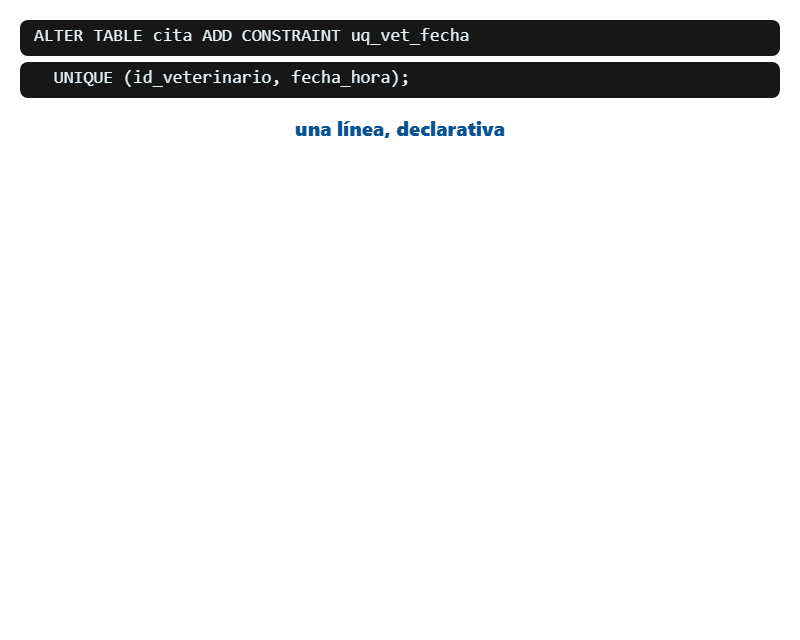 ALTER TABLE cita ADD CONSTRAINT uq_vet_fecha
UNIQUE (id_veterinario, fecha_hora);
una línea, declarativa